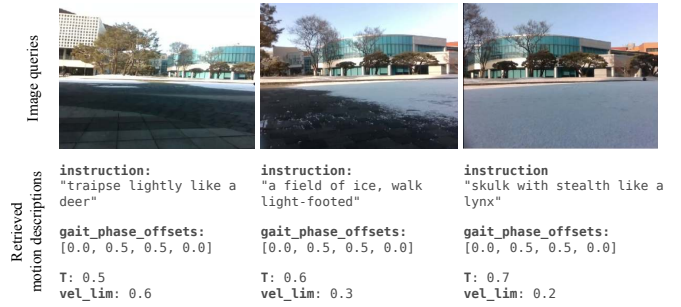 Image queries
Retrieved
motion descriptions
instruction:
"traipse lightly like a
deer"
gait_phase_offsets:
[0.0, 0.5, 0.5, 0.0]
T: 0.5
vel_lim: 0.6
instruction:
"a field of ice, walk
light-footed"
gait_phase_offsets:
[0.0, 0.5, 0.5, 0.0]
T: 0.6
vel_lim: 0.3
instruction
"skulk with stealth like a
lynx"
gait_phase_offsets:
[0.0, 0.5, 0.5, 0.0]
T: 0.7
vel_lim: 0.2